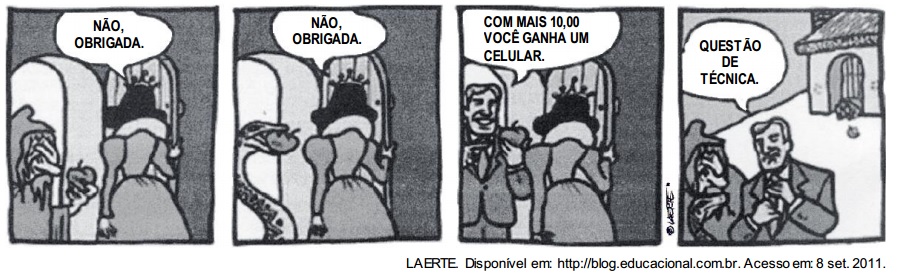 NÃO,
OBRIGADA.
NÃO,
OBRIGADA.
COM MAIS 10,00
VOCÊ GANHA UM
CELULAR.
QUESTÃO
DE
TÉCNICA.
LAERTE
LAERTE. Disponível em: http://blog.educacional.com.br. Acesso em: 8 set. 2011.